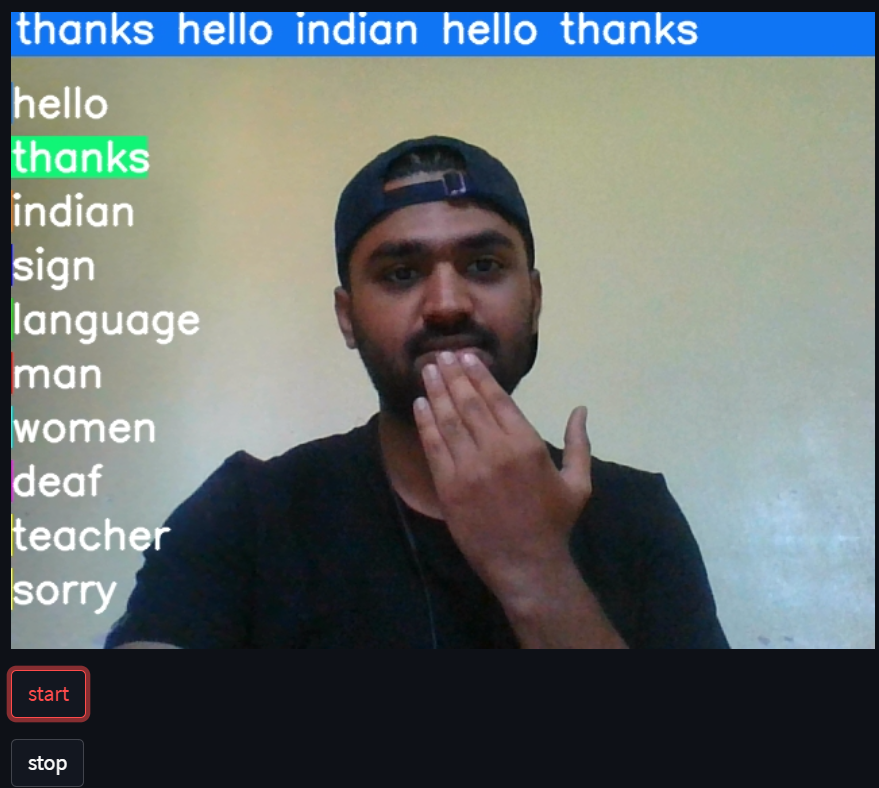 thanks hello indian hello thanks
hello
thanks
indian
sign
language
man
women
deaf
teacher
sorry
start
stop